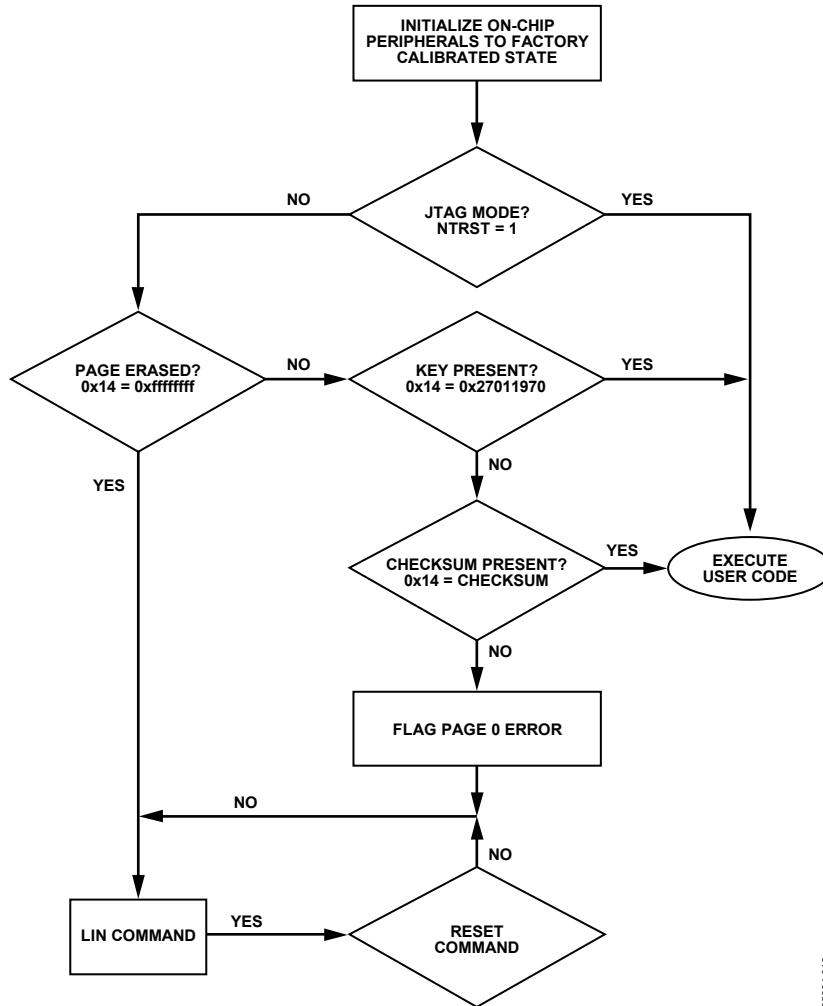 INITIALIZE ON-CHIP
PERIPHERALS TO FACTORY
CALIBRATED STATE
NO
JTAG MODE?
NTRST = 1
YES
PAGE ERASED?
0x14 = 0xffffffff
NO
KEY PRESENT?
0x14 = 0x27011970
YES
YES
NO
CHECKSUM PRESENT?
0x14 = CHECKSUM
YES
EXECUTE
USER CODE
NO
FLAG PAGE 0 ERROR
NO
NO
LIN COMMAND
YES
RESET
COMMAND